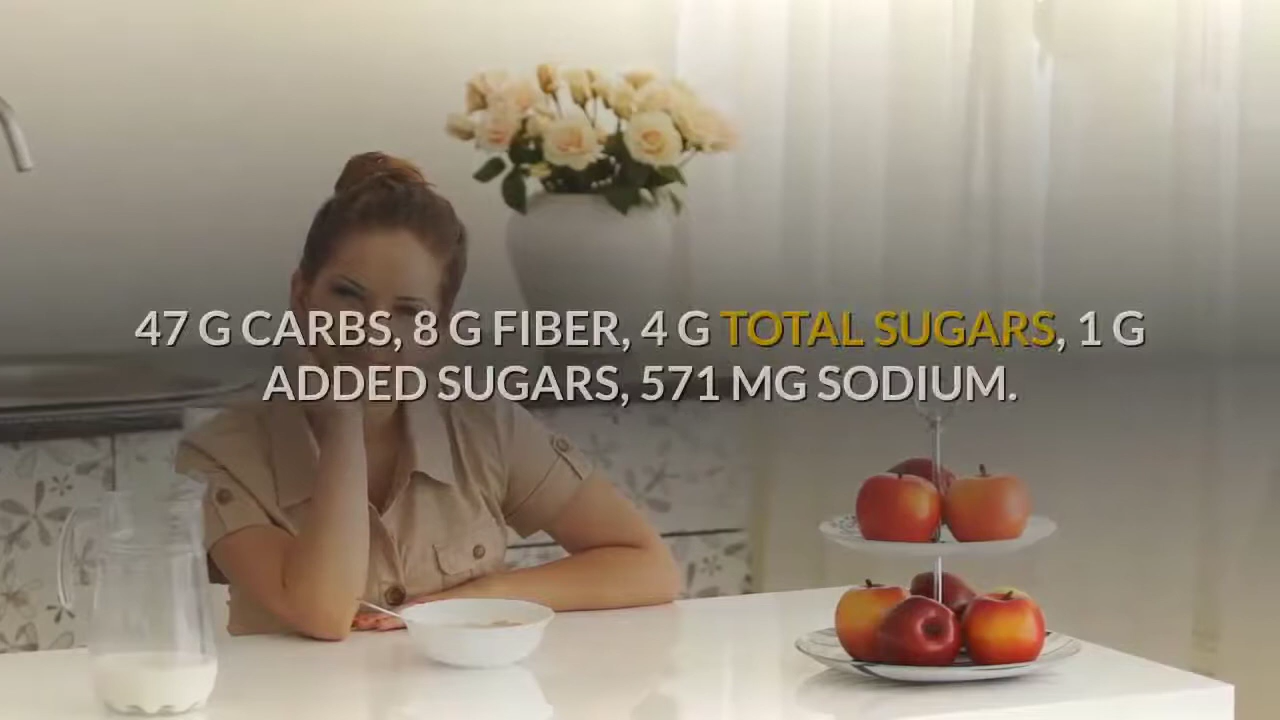 47 G CARBS, 8 G FIBER, 4 G TOTAL SUGARS, 1 G
ADDED SUGARS, 571 MG SODIUM.